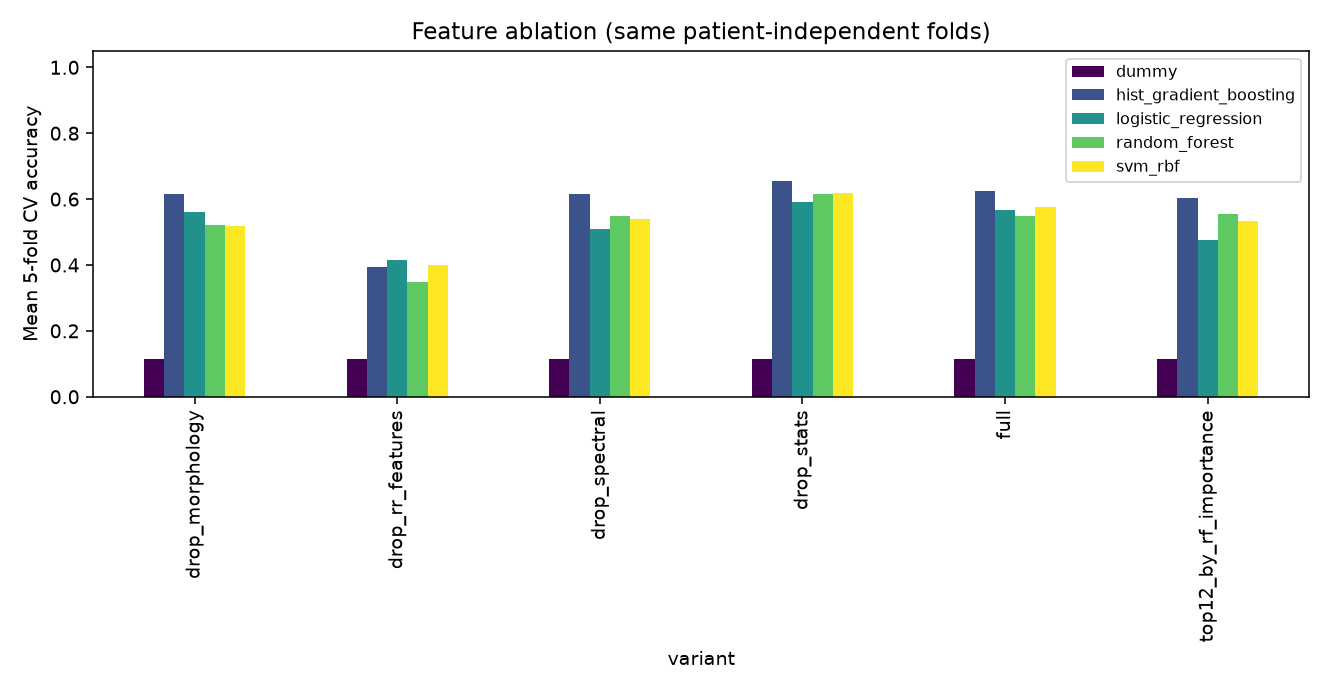 Feature ablation (same patient-independent folds)
Mean 5-fold CV accuracy
1.0
0.8
0.6
0.4
0.2
0.0
dummy
hist_gradient_boosting
logistic_regression
random_forest
svm_rbf
drop_morphology
drop_rr_features
drop_spectral
drop_stats
full
top12_by_rf_importance
variant